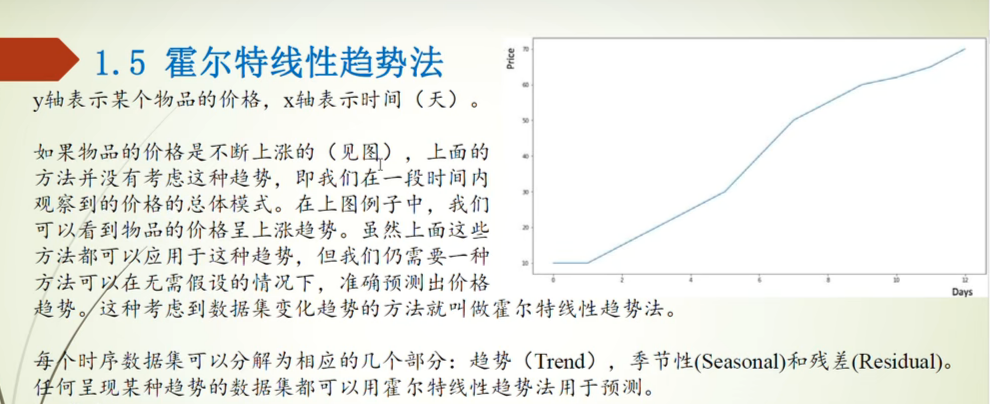 1.5 霍尔特线性趋势法
y轴表示某个物品的价格，x轴表示时间（天）。
如果物品的价格是不断上涨的（见图），上面的
方法并没有考虑这种趋势，即我们在一段时间内
观察到的价格的总体模式。在上图例子中，我们
可以看到物品的价格呈上涨趋势。虽然上面这些
方法都可以应用于这种趋势，但我们仍需要一种
方法可以在无需假设的情况下，准确预测出价格
趋势。这种考虑到数据集变化趋势的方法就叫做霍尔特线性趋势法。
每个时序数据集可以分解为相应的几个部分：趋势（Trend），季节性(Seasonal)和残差(Residual)。
任何呈现某种趋势的数据集都可以用霍尔特线性趋势法用于预测。
Price
70
60
50
40
30
20
10
0 2 4 6 8 10 12
Days